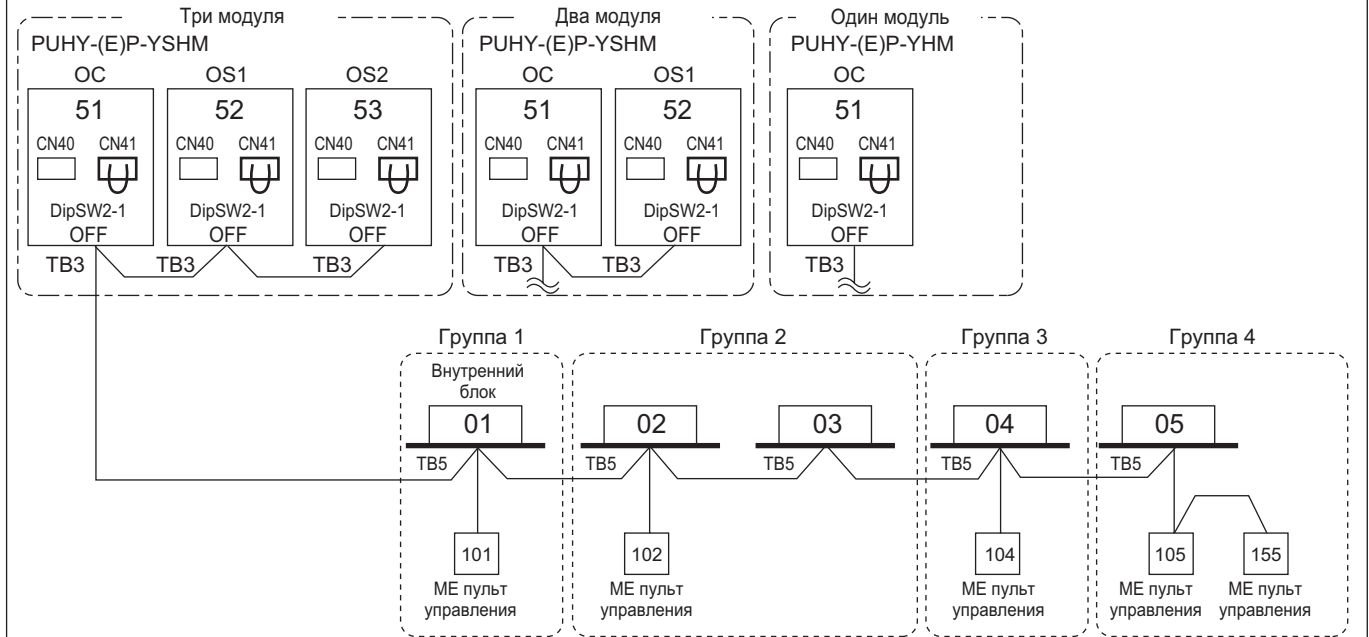 Три модуля
Два модуля
Один модуль
PUHY-(E)P-YSHM
PUHY-(E)P-YSHM
PUHY-(E)P-YHM
OC
OS1
OS2
OC
OS1
OC
51
52
53
51
52
51
CN40 CN41
CN40 CN41
CN40 CN41
CN40 CN41
CN40 CN41
CN40 CN41
DipSW2-1
DipSW2-1
DipSW2-1
DipSW2-1
DipSW2-1
DipSW2-1
OFF
OFF
OFF
OFF
OFF
OFF
TB3
TB3
TB3
TB3
TB3
TB3
Группа 1
Группа 2
Группа 3
Группа 4
Внутренний
блок
01
02
03
04
05
TB5
TB5
TB5
TB5
TB5
101
102
104
105
155
МЕ пульт
управления
МЕ пульт
управления
МЕ пульт
управления
МЕ пульт
управления
МЕ пульт
управления